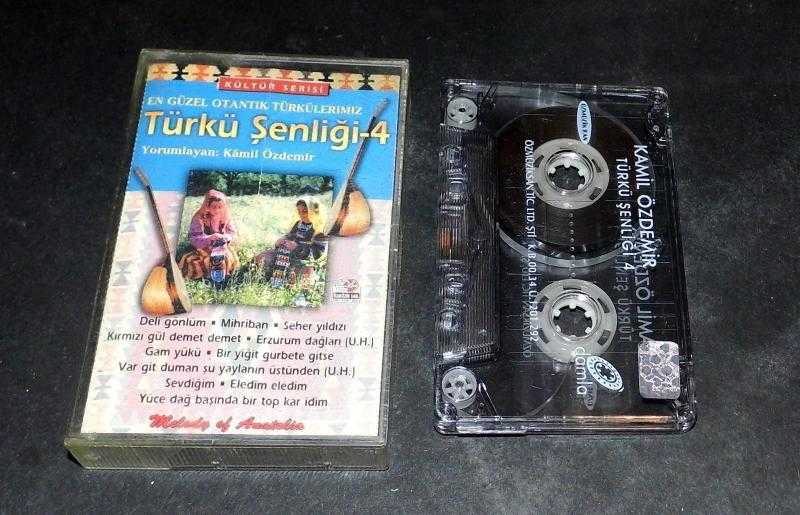 KÜLTÜR SERİSİ
EN GÜZEL OTANTİK TÜRKÜLERİMİZ
Türkü Şenliği-4
Yorumlayan: Kâmil Özdemir
Deli gönlüm • Mihriban • Seher yıldızı
Kırmızı gül demet demet • Erzurum dağları (U.H.)
Gam yükü • Bir yiğit gurbete gitse
Var git duman şu yaylanın üstünden (U.H.)
Sevdiğim • Eledim eledim
Yüce dağ başında bir top kar idim
Melody of Anatolia
KAMİL ÖZDEMİR
TÜRKÜ ŞENLİĞİ 4
damla